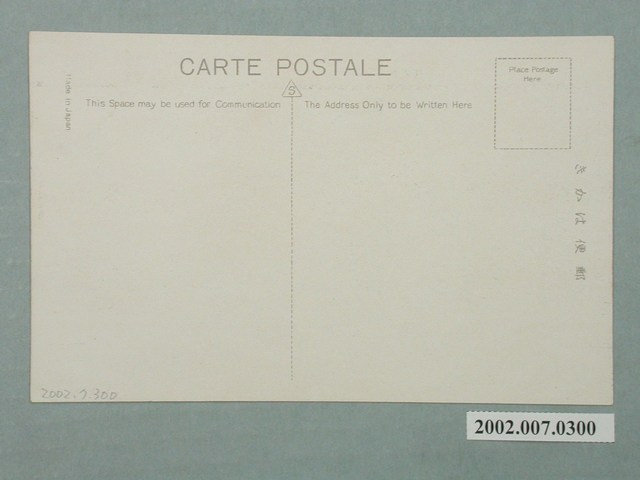 CARTE POSTALE
Place Postage
Here
Made in Japan
S
This Space may be used for Communication
The Address Only to be Written Here
きかは便郵
2002.7.300
2002.007.0300